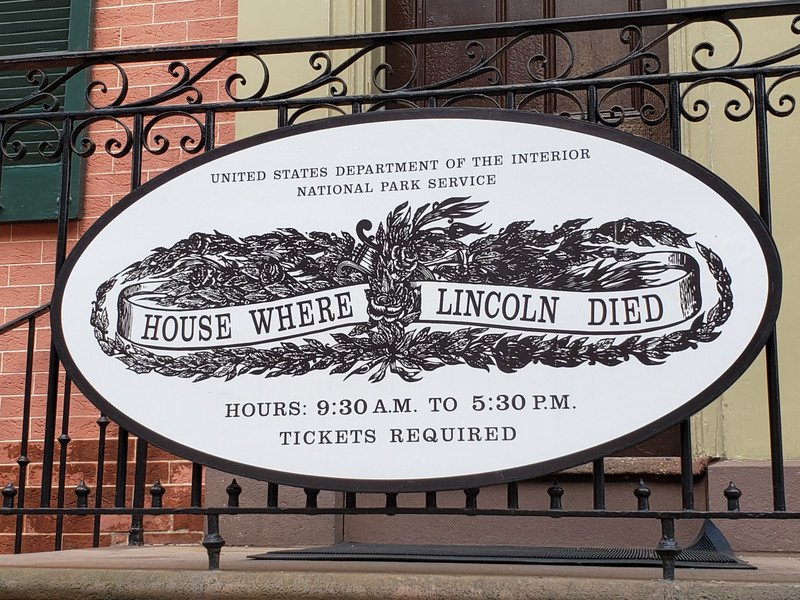 UNITED STATES DEPARTMENT OF THE INTERIOR
NATIONAL PARK SERVICE
HOUSE WHERE LINCOLN DIED
HOURS: 9:30 A.M. TO 5:30 P.M.
TICKETS REQUIRED